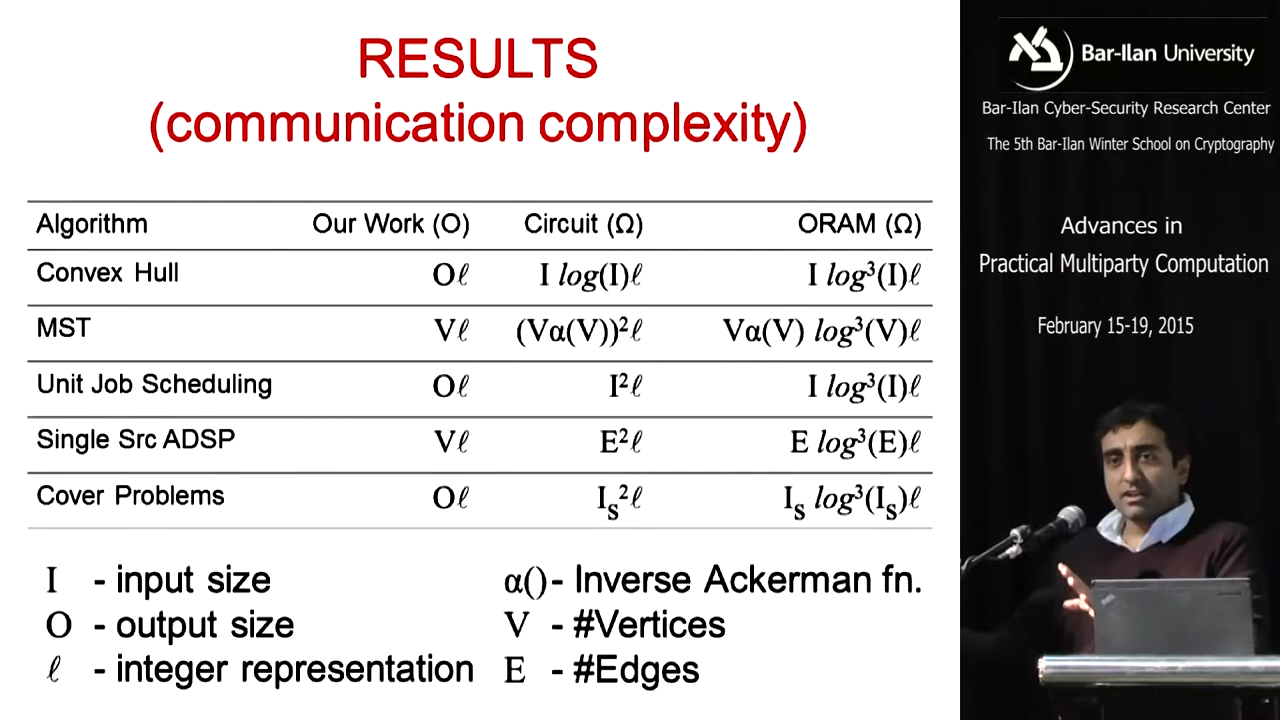 RESULTS
(communication complexity)
Algorithm Our Work (O) Circuit (Ω) ORAM (Ω)
Convex Hull Oℓ I log(I)ℓ I log³(I)ℓ
MST Vℓ (Vα(V))²ℓ Vα(V) log³(V)ℓ
Unit Job Scheduling Oℓ I²ℓ I log³(I)ℓ
Single Src ADSP Vℓ E²ℓ E log³(E)ℓ
Cover Problems Oℓ Iₛ²ℓ Iₛ log³(Iₛ)ℓ
I - input size
O - output size
ℓ - integer representation
α() - Inverse Ackerman fn.
V - #Vertices
E - #Edges
Bar-Ilan University
Bar-Ilan Cyber-Security Research Center
The 5th Bar-Ilan Winter School on Cryptography
Advances in
Practical Multiparty Computation
February 15-19, 2015